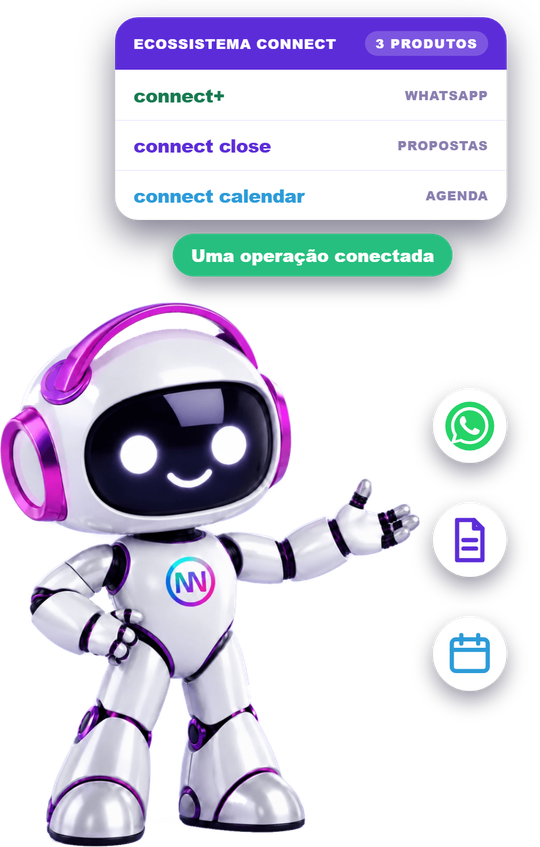 ECOSSISTEMA CONNECT 3 PRODUTOS
connect+ WHATSAPP
connect close PROPOSTAS
connect calendar AGENDA
Uma operação conectada